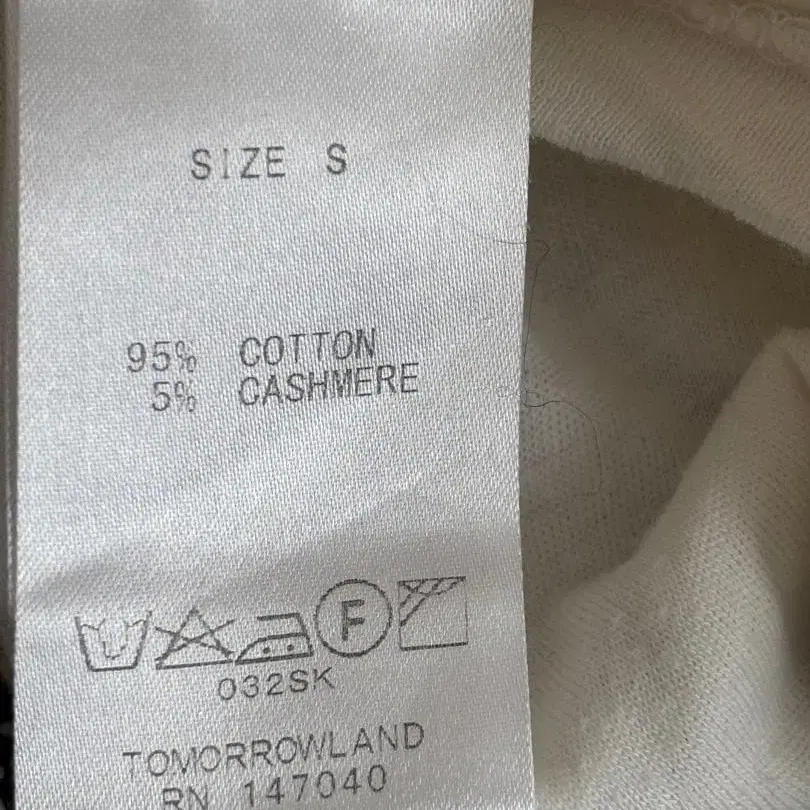 SIZE S
95% COTTON
5% CASHMERE
F
032SK
TOMORROWLAND
RN 147040